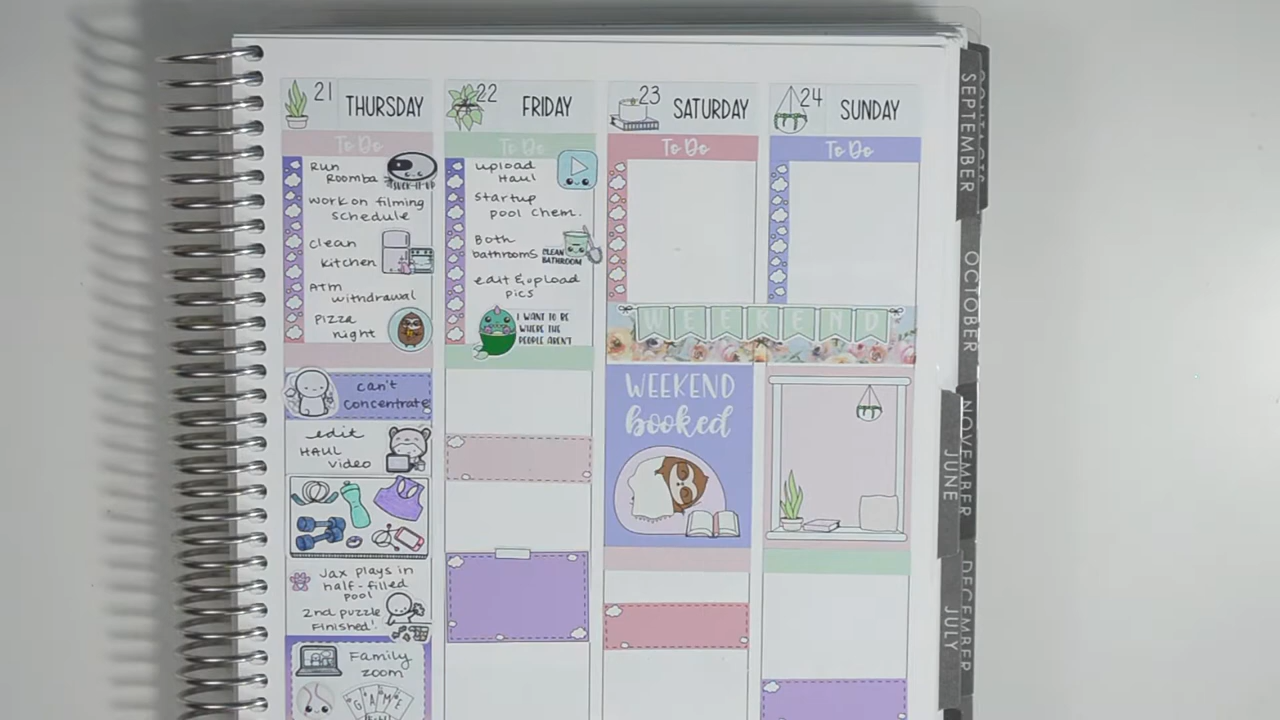 21 THURSDAY
To Do
Run
Roomba
SUCK-IT-UP
work on filming
schedule
clean
kitchen
ATM
withdrawal
Pizza
night
can't
concentrate
edit
HAUL
video
Jax plays in
half-filled
pool
2nd puzzle
Finished!
Family
zoom
GAME
22 FRIDAY
To Do
upload
Haul
startup
pool chem.
Both
bathrooms
CLEAN
BATHROOM
edit & upload
pics
I WANT TO BE
WHERE THE
PEOPLE AREN'T
23 SATURDAY
To Do
24 SUNDAY
To Do
WEEKEND
WEEKEND
booked
SEPTEMBER
OCTOBER
NOVEMBER
DECEMBER
CONTACTS
JUNE
JULY